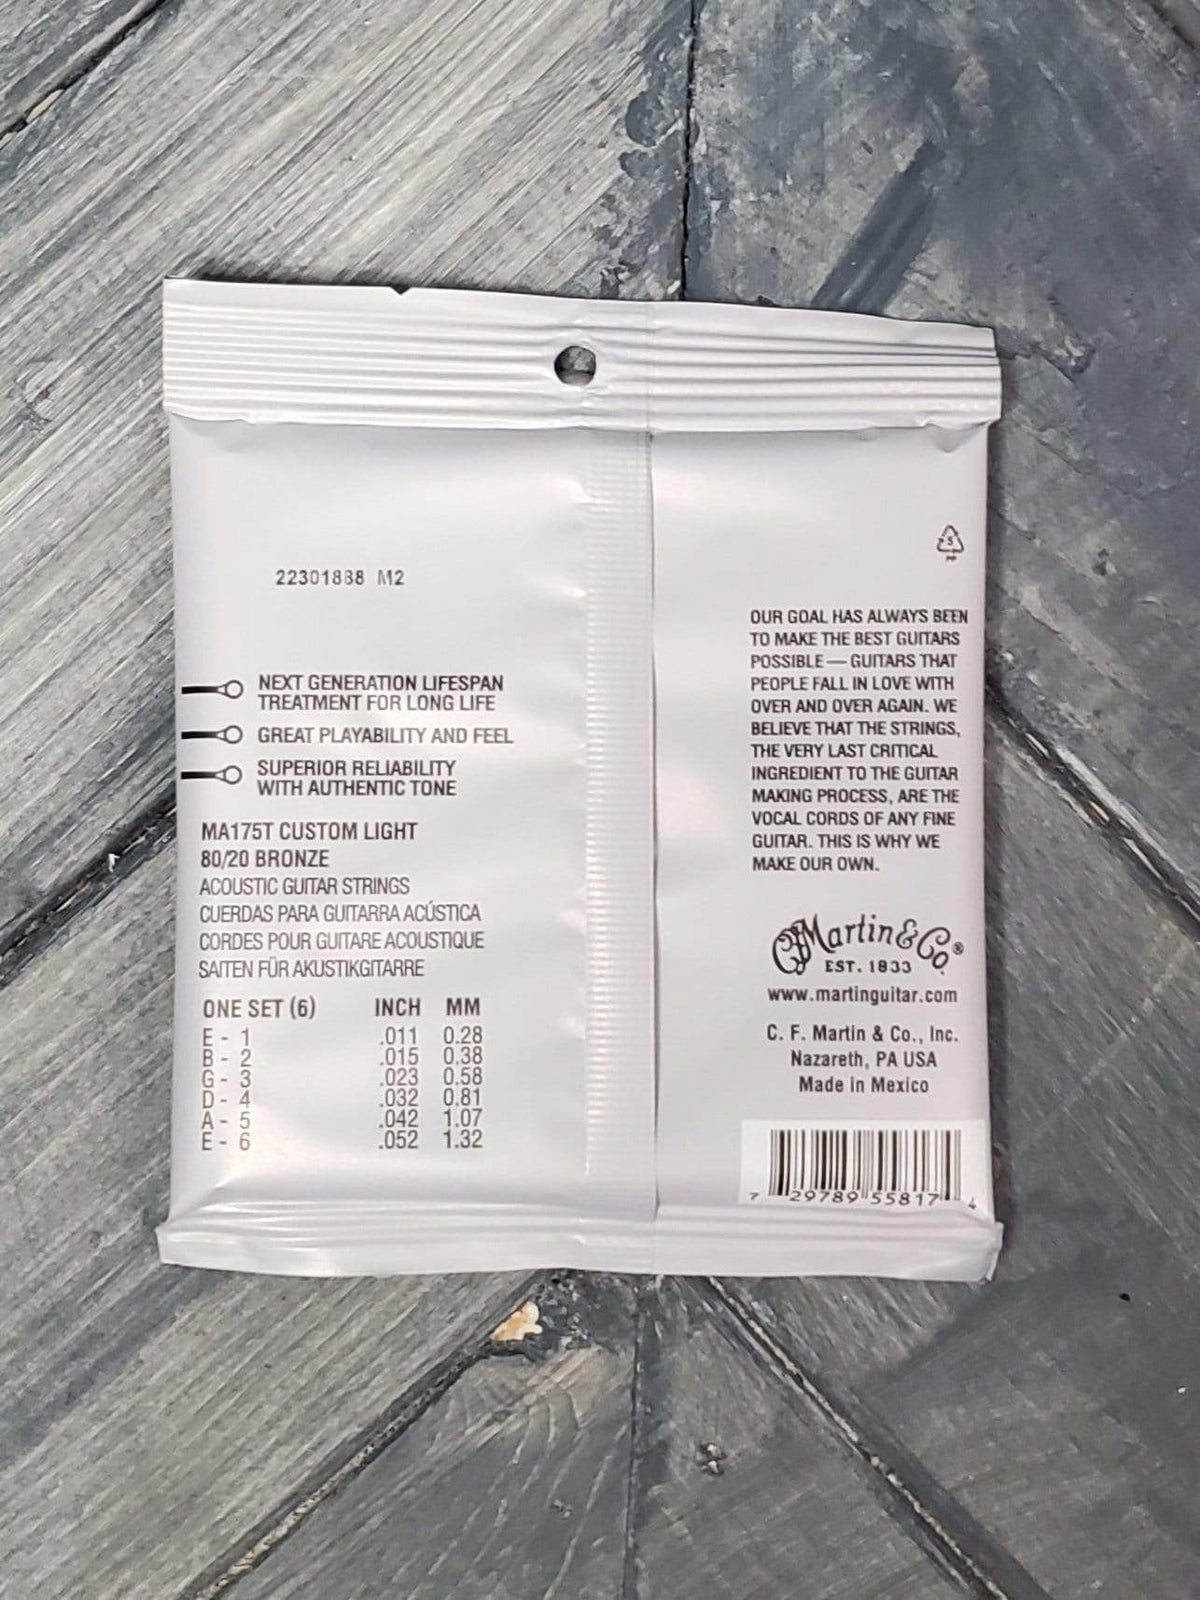 22301838 M2
NEXT GENERATION LIFESPAN
TREATMENT FOR LONG LIFE
GREAT PLAYABILITY AND FEEL
SUPERIOR RELIABILITY
WITH AUTHENTIC TONE
MA175T CUSTOM LIGHT
80/20 BRONZE
ACOUSTIC GUITAR STRINGS
CUERDAS PARA GUITARRA ACÚSTICA
CORDES POUR GUITARE ACOUSTIQUE
SAITEN FÜR AKUSTIKGITARRE
ONE SET (6) INCH MM
E - 1 .011 0.28
B - 2 .015 0.38
G - 3 .023 0.58
D - 4 .032 0.81
A - 5 .042 1.07
E - 6 .052 1.32
5
PP
OUR GOAL HAS ALWAYS BEEN
TO MAKE THE BEST GUITARS
POSSIBLE — GUITARS THAT
PEOPLE FALL IN LOVE WITH
OVER AND OVER AGAIN. WE
BELIEVE THAT THE STRINGS,
THE VERY LAST CRITICAL
INGREDIENT TO THE GUITAR
MAKING PROCESS, ARE THE
VOCAL CORDS OF ANY FINE
GUITAR. THIS IS WHY WE
MAKE OUR OWN.
CF Martin & Co.®
EST. 1833
www.martinguitar.com
C. F. Martin & Co., Inc.
Nazareth, PA USA
Made in Mexico
7 29789 55817 4